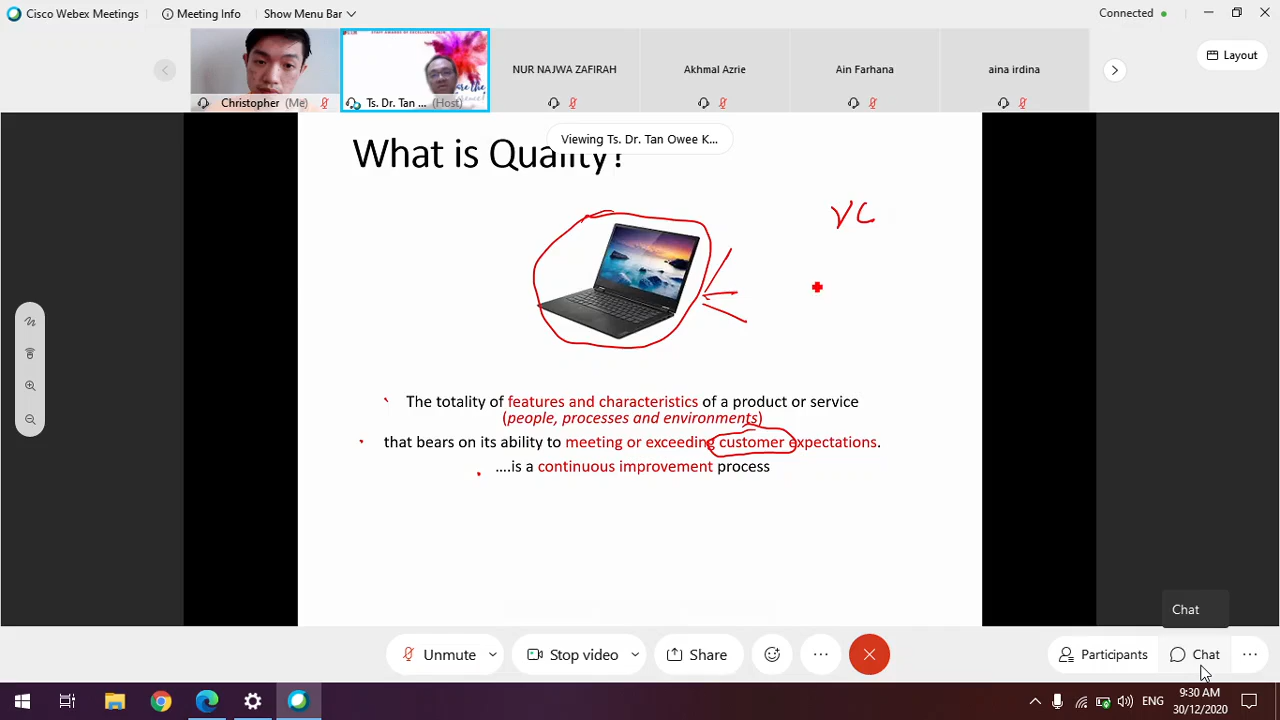 Cisco Webex Meetings Meeting Info Show Menu Bar Connected
Layout
Christopher (Me) Ts. Dr. Tan ... (Host) NUR NAJWA ZAFIRAH Akhmal Azrie Ain Farhana aina irdina
Viewing Ts. Dr. Tan Owee K...
What is Quality?
VC
The totality of features and characteristics of a product or service
(people, processes and environments)
that bears on its ability to meeting or exceeding customer expectations.
....is a continuous improvement process
Chat
Unmute Stop video Share Participants Chat
ENG 9:30 AM
30/12/2020